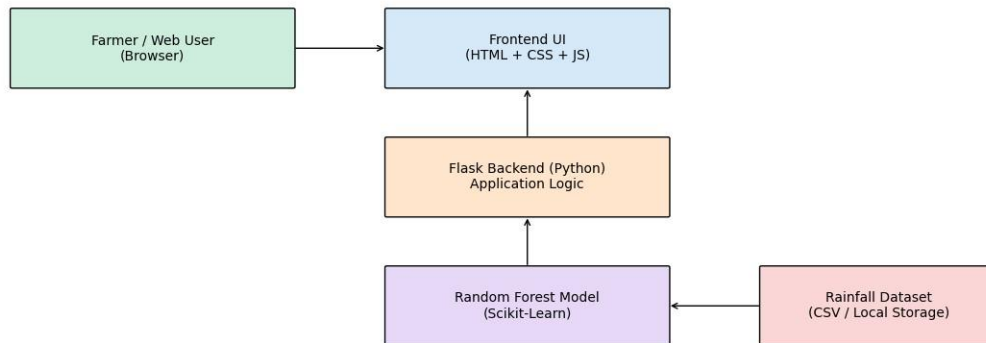 Farmer / Web User
(Browser)
Frontend UI
(HTML + CSS + JS)
Flask Backend (Python)
Application Logic
Random Forest Model
(Scikit-Learn)
Rainfall Dataset
(CSV / Local Storage)